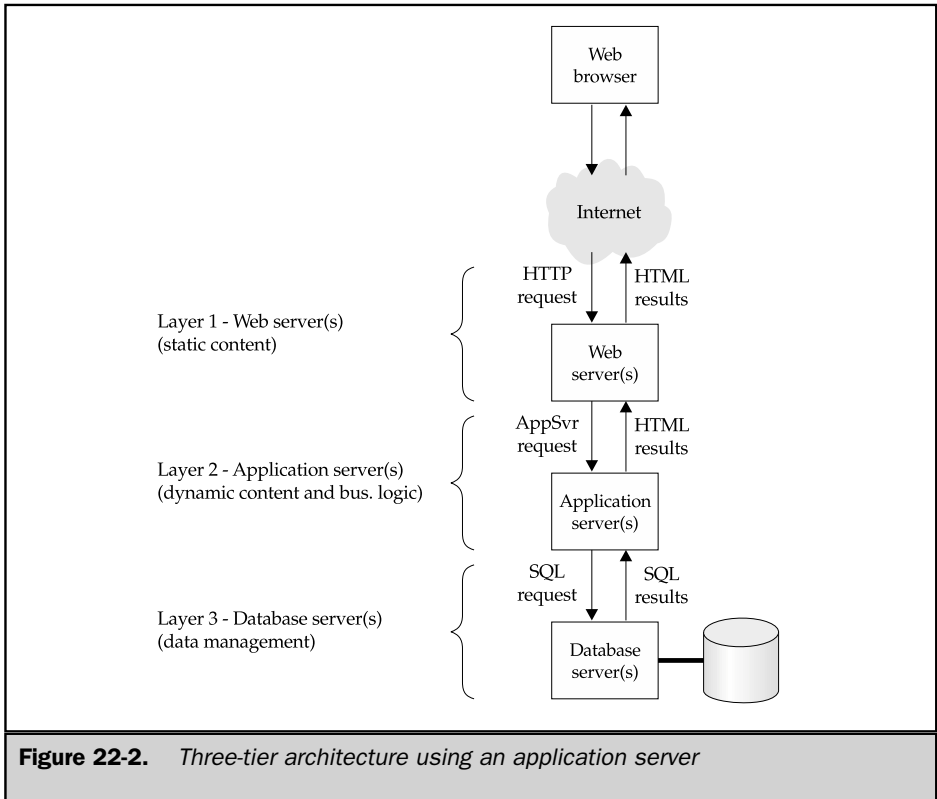 Web
browser
Internet
HTTP
request
HTML
results
Layer 1 - Web server(s)
(static content)
Web
server(s)
AppSvr
request
HTML
results
Layer 2 - Application server(s)
(dynamic content and bus. logic)
Application
server(s)
SQL
request
SQL
results
Layer 3 - Database server(s)
(data management)
Database
server(s)
Figure 22-2. Three-tier architecture using an application server